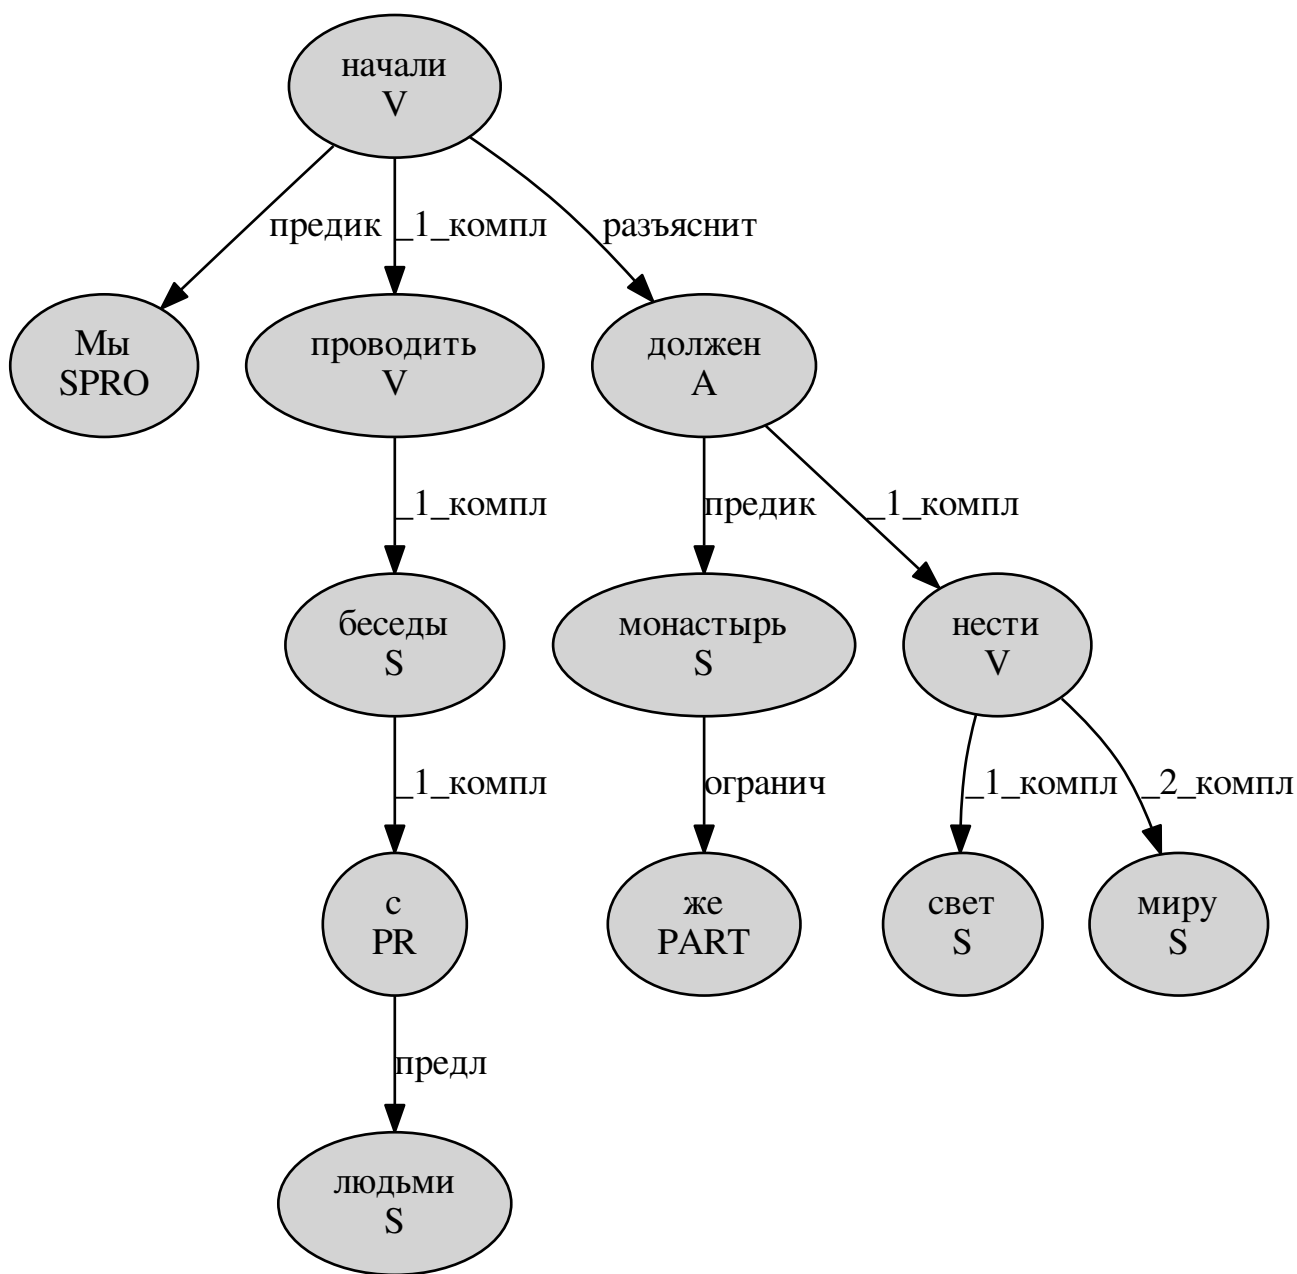 начали
V
предик
_1_компл
разъяснит
Мы
SPRO
проводить
V
должен
A
_1_компл
предик
_1_компл
беседы
S
монастырь
S
нести
V
_1_компл
огранич
_1_компл
_2_компл
с
PR
же
PART
свет
S
миру
S
предл
людьми
S